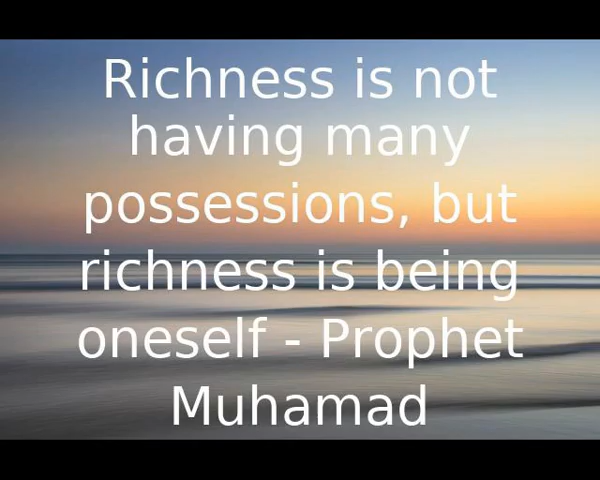 Richness is not
having many
possessions, but
richness is being
oneself - Prophet
Muhamad